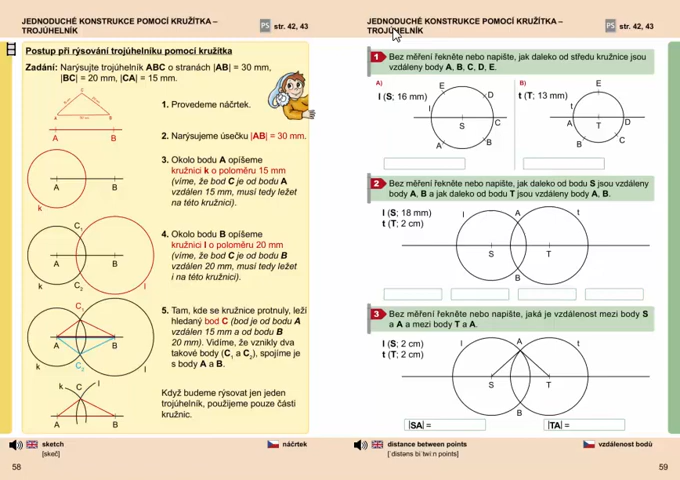 JEDNODUCHÉ KONSTRUKCE POMOCÍ KRUŽÍTKA –
TROJÚHELNÍK
PS str. 42, 43
Postup při rýsování trojúhelníku pomocí kružítka
Zadání: Narýsujte trojúhelník ABC o stranách |AB| = 30 mm,
|BC| = 20 mm, |CA| = 15 mm.
C
A B
1. Provedeme náčrtek.
A B
2. Narýsujeme úsečku |AB| = 30 mm.
3. Okolo bodu A opíšeme
kružnici k o poloměru 15 mm
(víme, že bod C je od bodu A
vzdálen 15 mm, musí tedy ležet
na této kružnici).
A B
k
C₁
4. Okolo bodu B opíšeme
kružnici l o poloměru 20 mm
(víme, že bod C je od bodu B
vzdálen 20 mm, musí tedy ležet
i na této kružnici).
A B
k C₂ l
C₁
5. Tam, kde se kružnice protnuly, leží
hledaný bod C (bod je od bodu A
vzdálen 15 mm a od bodu B
20 mm). Vidíme, že vznikly dva
takové body (C₁ a C₂), spojíme je
s body A a B.
A B
k C₂ l
k C l
A B
Když budeme rýsovat jen jeden
trojúhelník, použijeme pouze části
kružnic.
sketch
[skeč]
náčrtek
58
JEDNODUCHÉ KONSTRUKCE POMOCÍ KRUŽÍTKA –
TROJÚHELNÍK
PS str. 42, 43
1 Bez měření řekněte nebo napište, jak daleko od středu kružnice jsou
vzdáleny body A, B, C, D, E.
A)
l (S; 16 mm)
E
D
l
S C
A B
B)
t (T; 13 mm)
E
t
A T D
B C
2 Bez měření řekněte nebo napište, jak daleko od bodu S jsou vzdáleny
body A, B a jak daleko od bodu T jsou vzdáleny body A, B.
l (S; 18 mm)
t (T; 2 cm)
l A t
S T
B
3 Bez měření řekněte nebo napište, jaká je vzdálenost mezi body S
a A a mezi body T a A.
l (S; 2 cm)
t (T; 2 cm)
l A t
S T
B
|SA| =
|TA| =
distance between points
[ˈdistəns biˈtwiːn points]
vzdálenost bodů
59